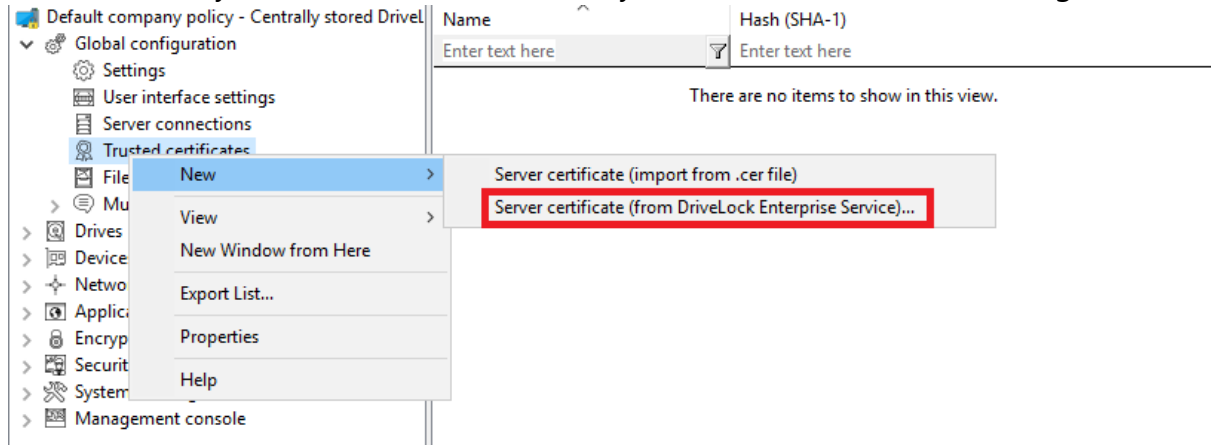 Default company policy - Centrally stored DriveL
Name
Hash (SHA-1)
Global configuration
Enter text here
Enter text here
Settings
There are no items to show in this view.
User interface settings
Server connections
Trusted certificates
New
Server certificate (import from .cer file)
File
Server certificate (from DriveLock Enterprise Service)...
Mu
View
Drives
New Window from Here
Device
Netwo
Export List...
Applica
Properties
Encryp
Securit
Help
System
Management console